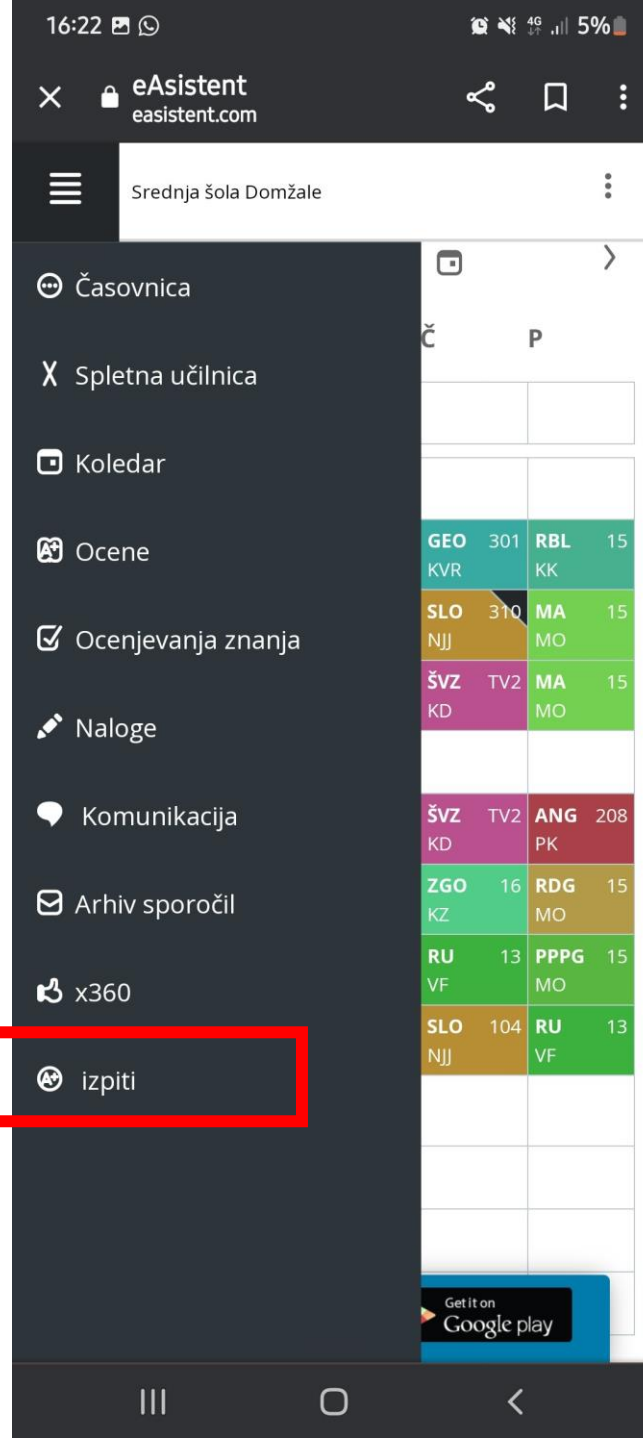 16:22 4G 5%
eAsistent
easistent.com
Srednja šola Domžale
Časovnica
Spletna učilnica
Koledar
Ocene
Ocenjevanja znanja
Naloge
Komunikacija
Arhiv sporočil
x360
izpiti
Č P
GEO 301 RBL 15
KVR KK
SLO 310 MA 15
NJJ MO
ŠVZ TV2 MA 15
KD MO
ŠVZ TV2 ANG 208
KD PK
ZGO 16 RDG 15
KZ MO
RU 13 PPPG 15
VF MO
SLO 104 RU 13
NJJ VF
Get it on
Google play